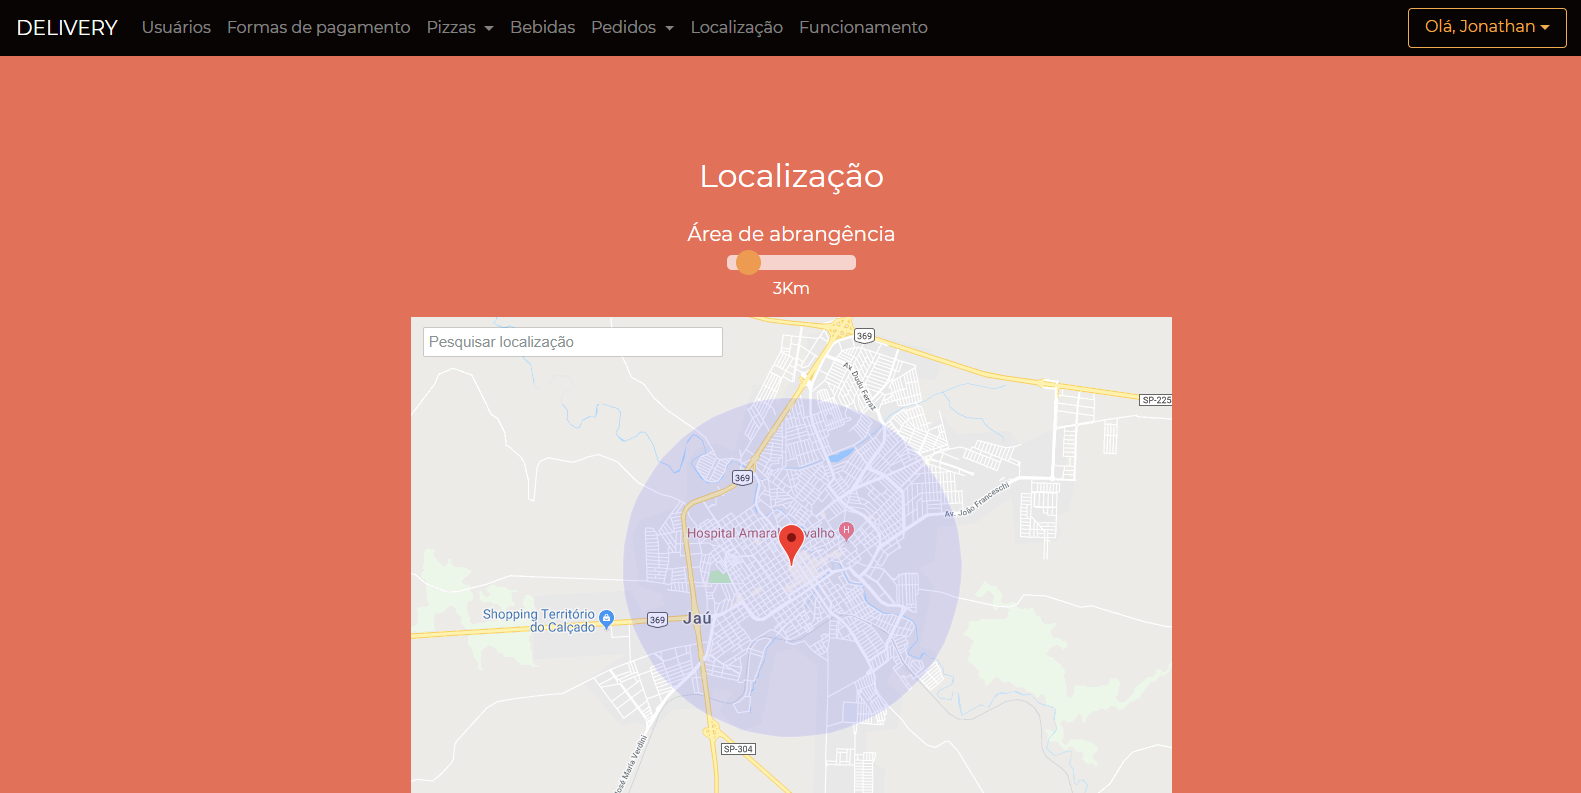 DELIVERY Usuários Formas de pagamento Pizzas Bebidas Pedidos Localização Funcionamento Olá, Jonathan
Localização
Área de abrangência
3Km
Pesquisar localização
369
Av. Dudu Ferraz
SP-225
369
Av. João Franceschi
Hospital Amaral
valho
H
Shopping Território
do Calçado
369
Jaú
SP-304
José Maria Verdini